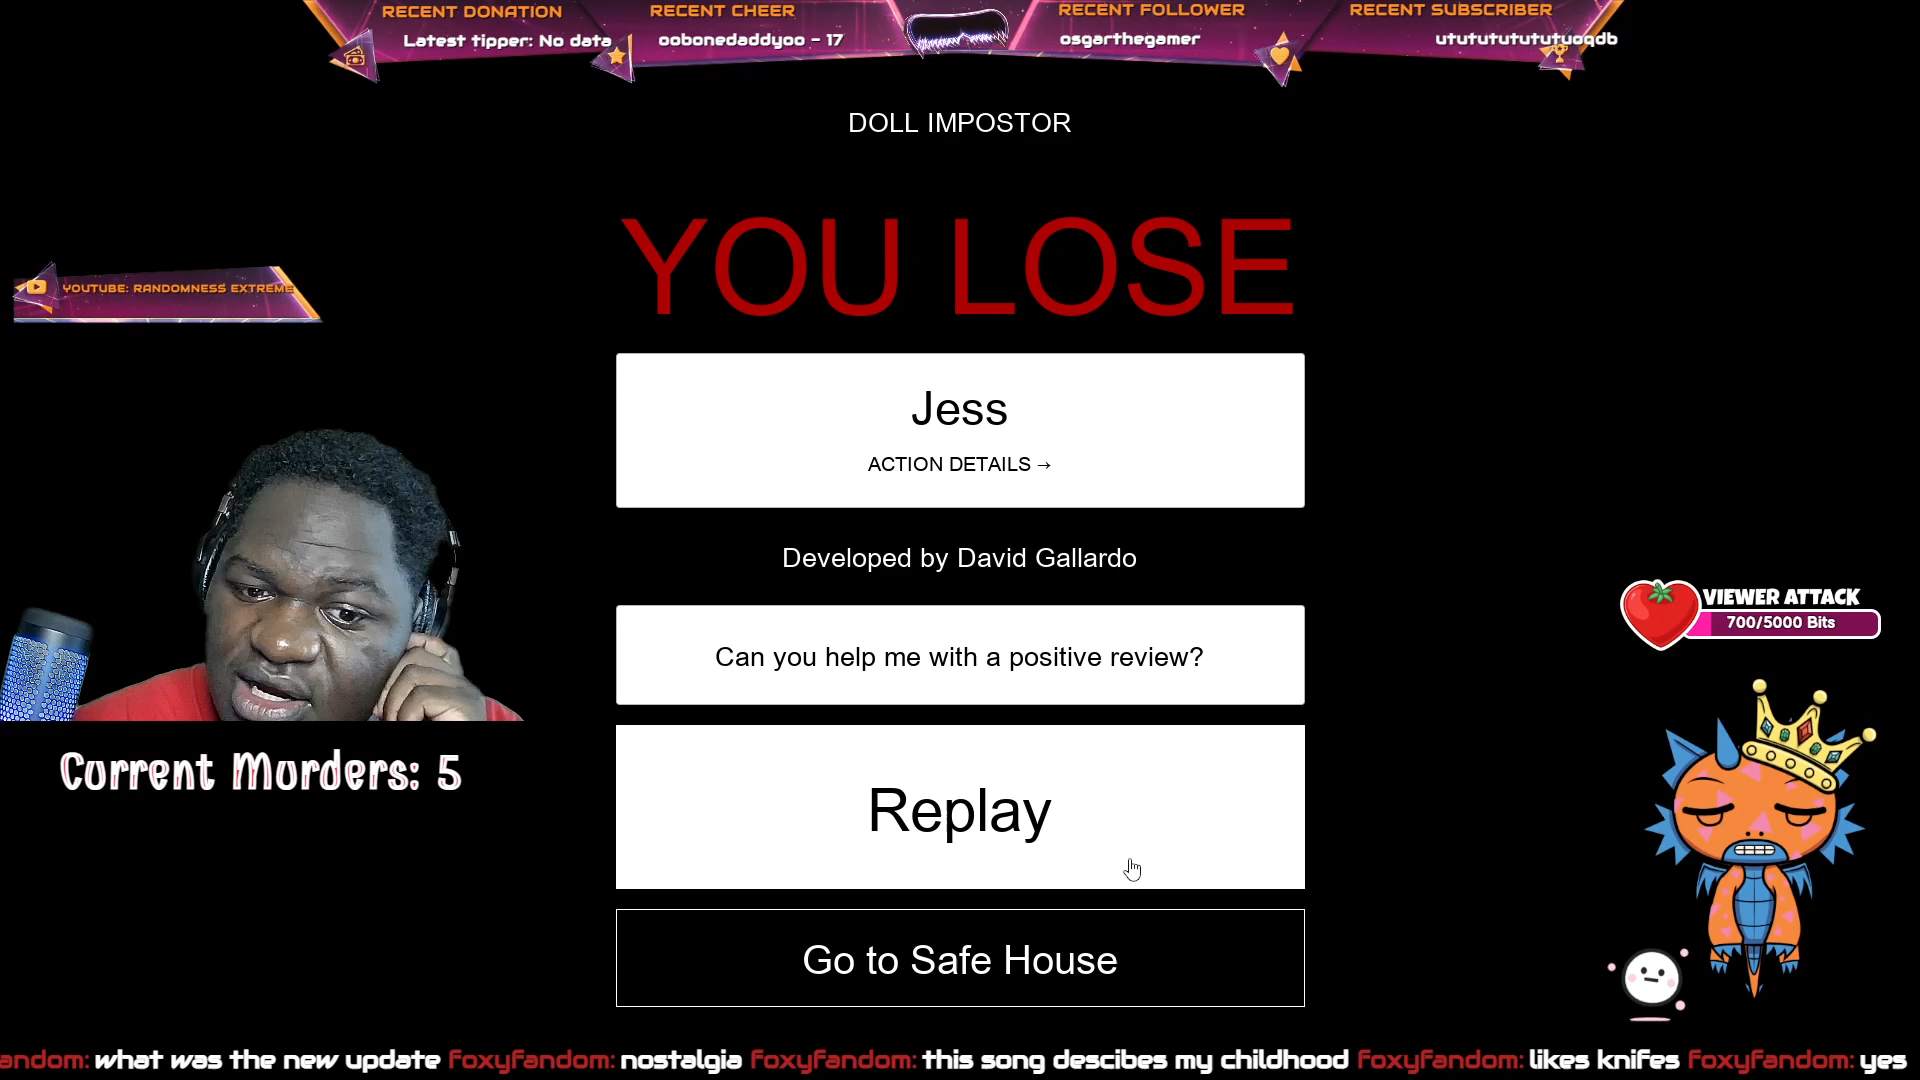 RECENT DONATION
Latest tipper: No data
RECENT CHEER
oobonedaddyoo - 17
RECENT FOLLOWER
osgarthegamer
RECENT SUBSCRIBER
utututututuuoqdb
DOLL IMPOSTOR
YOU LOSE
YOUTUBE: RANDOMNESS EXTREME
Jess
ACTION DETAILS →
Developed by David Gallardo
VIEWER ATTACK
700/5000 Bits
Can you help me with a positive review?
Current Murders: 5
Replay
Go to Safe House
andom: what was the new update foxyfandom: nostalgia foxyfandom: this song descibes my childhood foxyfandom: likes knifes foxyfandom: yes